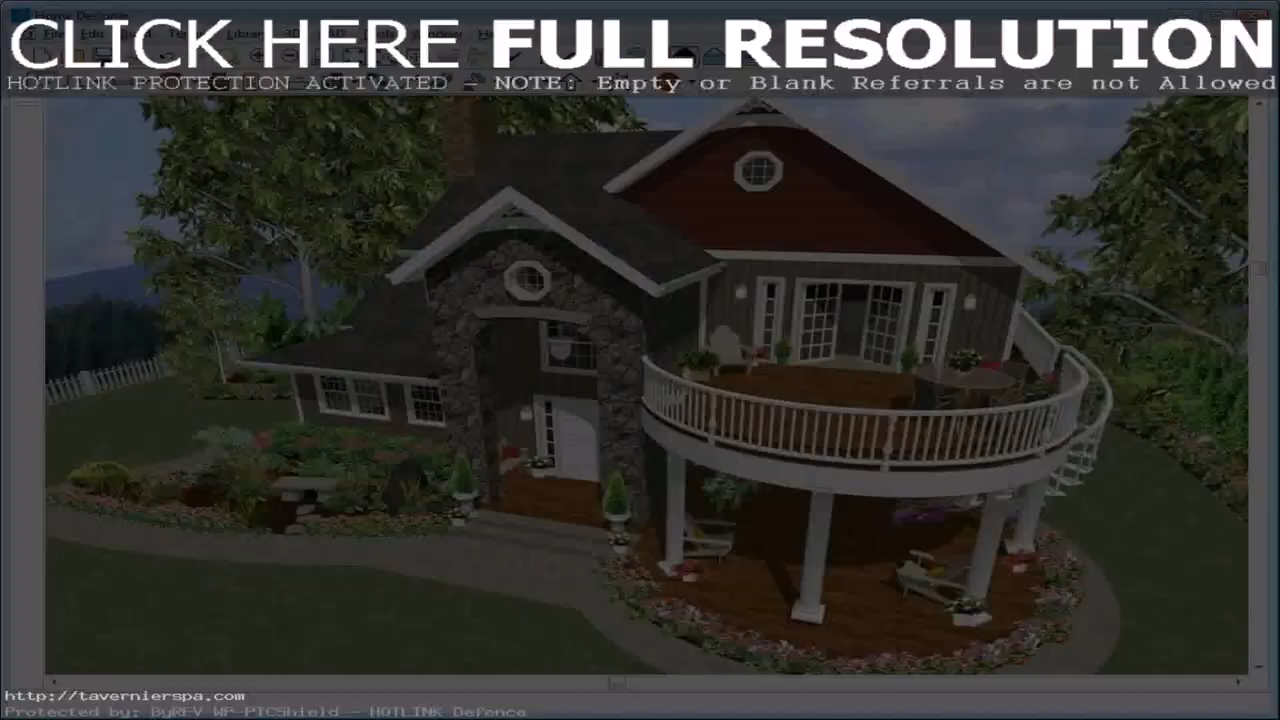 CLICK HERE FULL RESOLUTION
HOTLINK PROTECTION ACTIVATED - NOTE: Empty or Blank Referrals are not Allowed
http://tavernierspa.com
Protected by: ByREV WP-PICShield - HOTLINK Defence